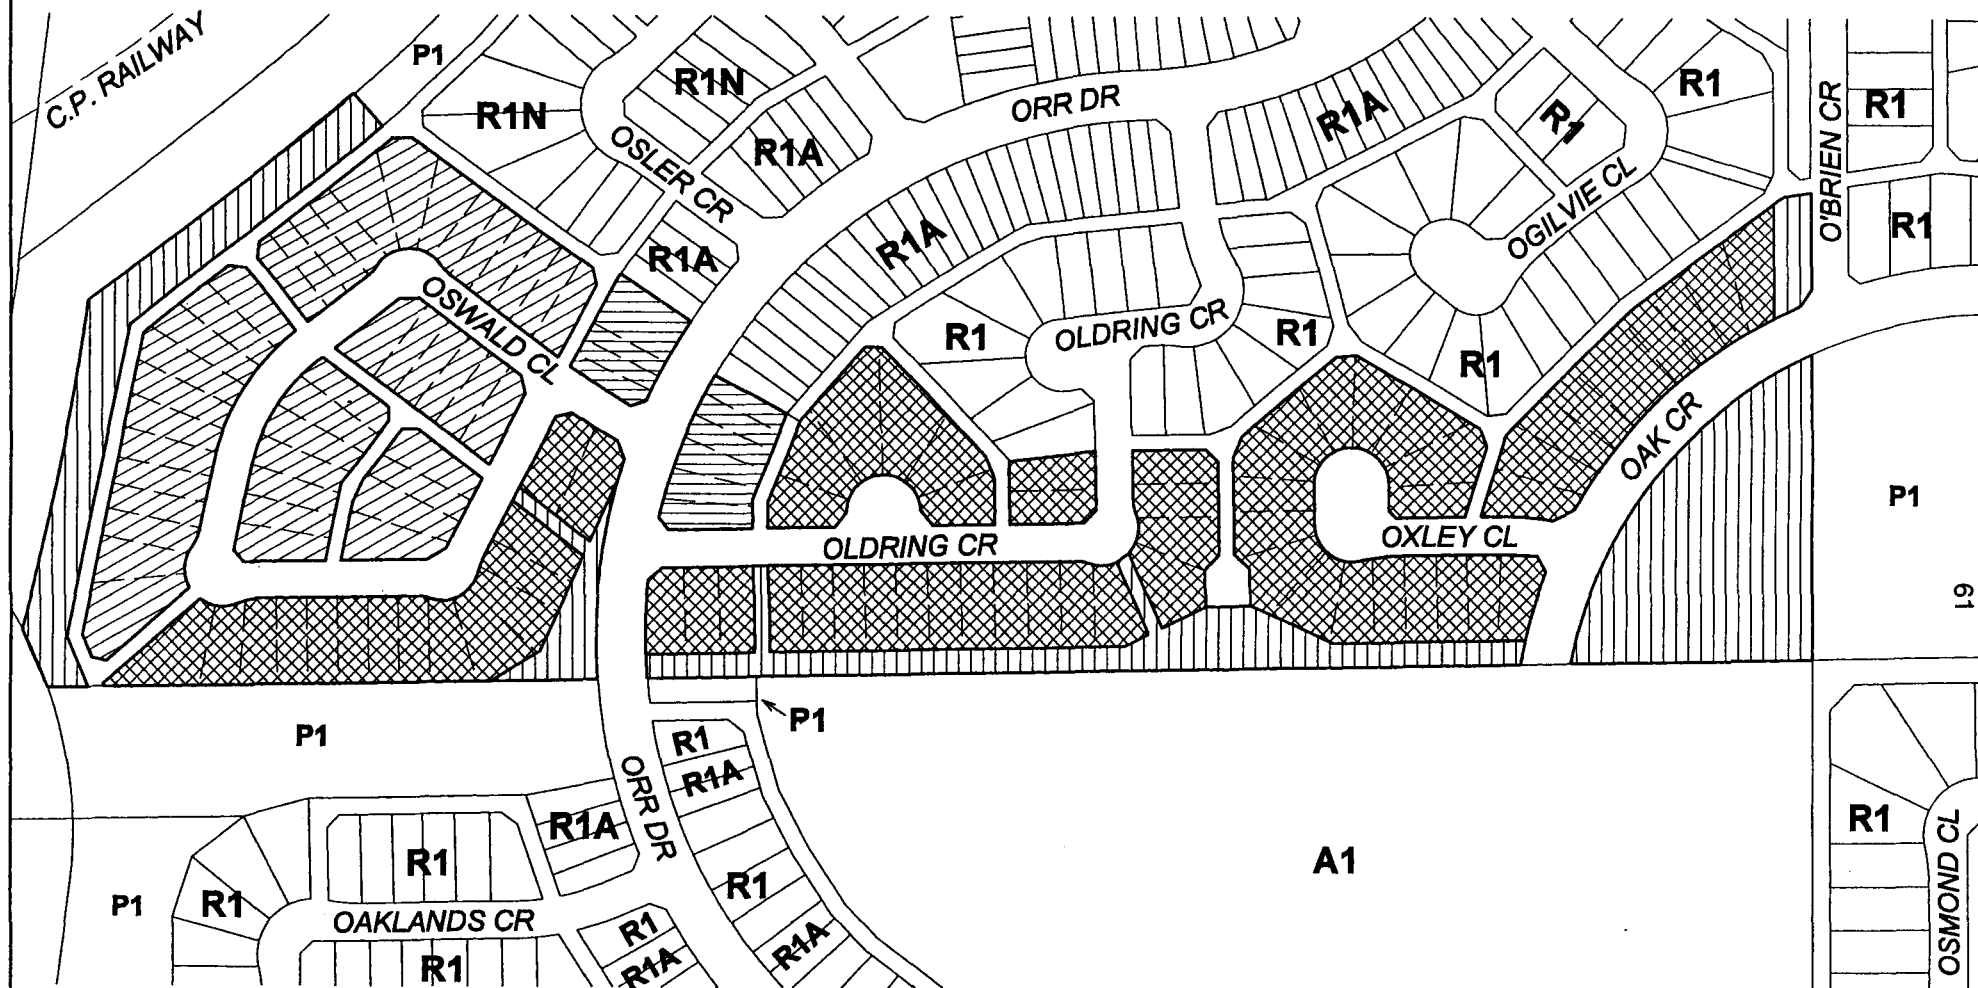 C.P. RAILWAY
P1
R1N
R1N
R1A
OSLER CR
R1A
ORR DR
R1A
R1
R1
OGILVIE CL
O'BRIEN CR
R1
R1
R1A
OSWALD CL
R1
OLDRING CR
R1
R1
OAK CR
P1
OLDRING CR
OXLEY CL
61
P1
P1
R1
R1A
ORR DR
R1A
R1
A1
R1
OSMOND CL
P1
R1
R1
OAKLANDS CR
R1
R1
R1A
R1A
R1